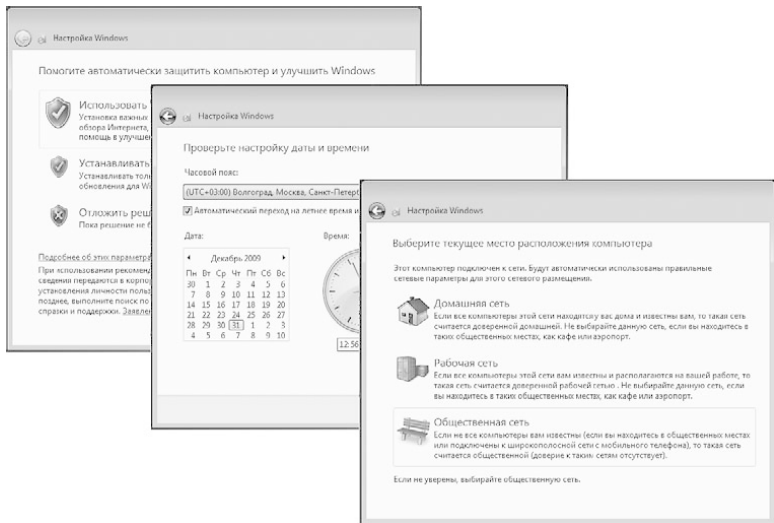 Настройка Windows
Помогите автоматически защитить компьютер и улучшить Windows
Использовать
Установка важных
обзора Интернета,
помощь в улучшен
Устанавливать
Устанавливать толь
обновления для Wi
Отложить реш
Пока решение не б
Подробнее об этих параметра
При использовании рекоменд
сведения передаются в корпор
установления личности польз
позднее, выполните поиск по
справки и поддержки. Заявлен
Настройка Windows
Проверьте настройку даты и времени
Часовой пояс:
(UTC+03:00) Волгоград, Москва, Санкт-Петерб
Автоматический переход на летнее время и
Дата:
Время:
Декабрь 2009
Пн Вт Ср Чт Пт Сб Вс
30 1 2 3 4 5 6
7 8 9 10 11 12 13
14 15 16 17 18 19 20
21 22 23 24 25 26 27
28 29 30 31 1 2 3
4 5 6 7 8 9 10
12:56
Настройка Windows
Выберите текущее место расположения компьютера
Этот компьютер подключен к сети. Будут автоматически использованы правильные
сетевые параметры для этого сетевого размещения.
Домашняя сеть
Если все компьютеры этой сети находятся у вас дома и известны вам, то такая сеть
считается доверенной домашней. Не выбирайте данную сеть, если вы находитесь в
таких общественных местах, как кафе или аэропорт.
Рабочая сеть
Если все компьютеры этой сети вам известны и располагаются на вашей работе, то
такая сеть считается доверенной рабочей сетью . Не выбирайте данную сеть, если
вы находитесь в таких общественных местах, как кафе или аэропорт.
Общественная сеть
Если не все компьютеры вам известны (если вы находитесь в общественных местах
или подключены к широкополосной сети с мобильного телефона), то такая сеть
считается общественной (доверие к таким сетям отсутствует).
Если не уверены, выбирайте общественную сеть.